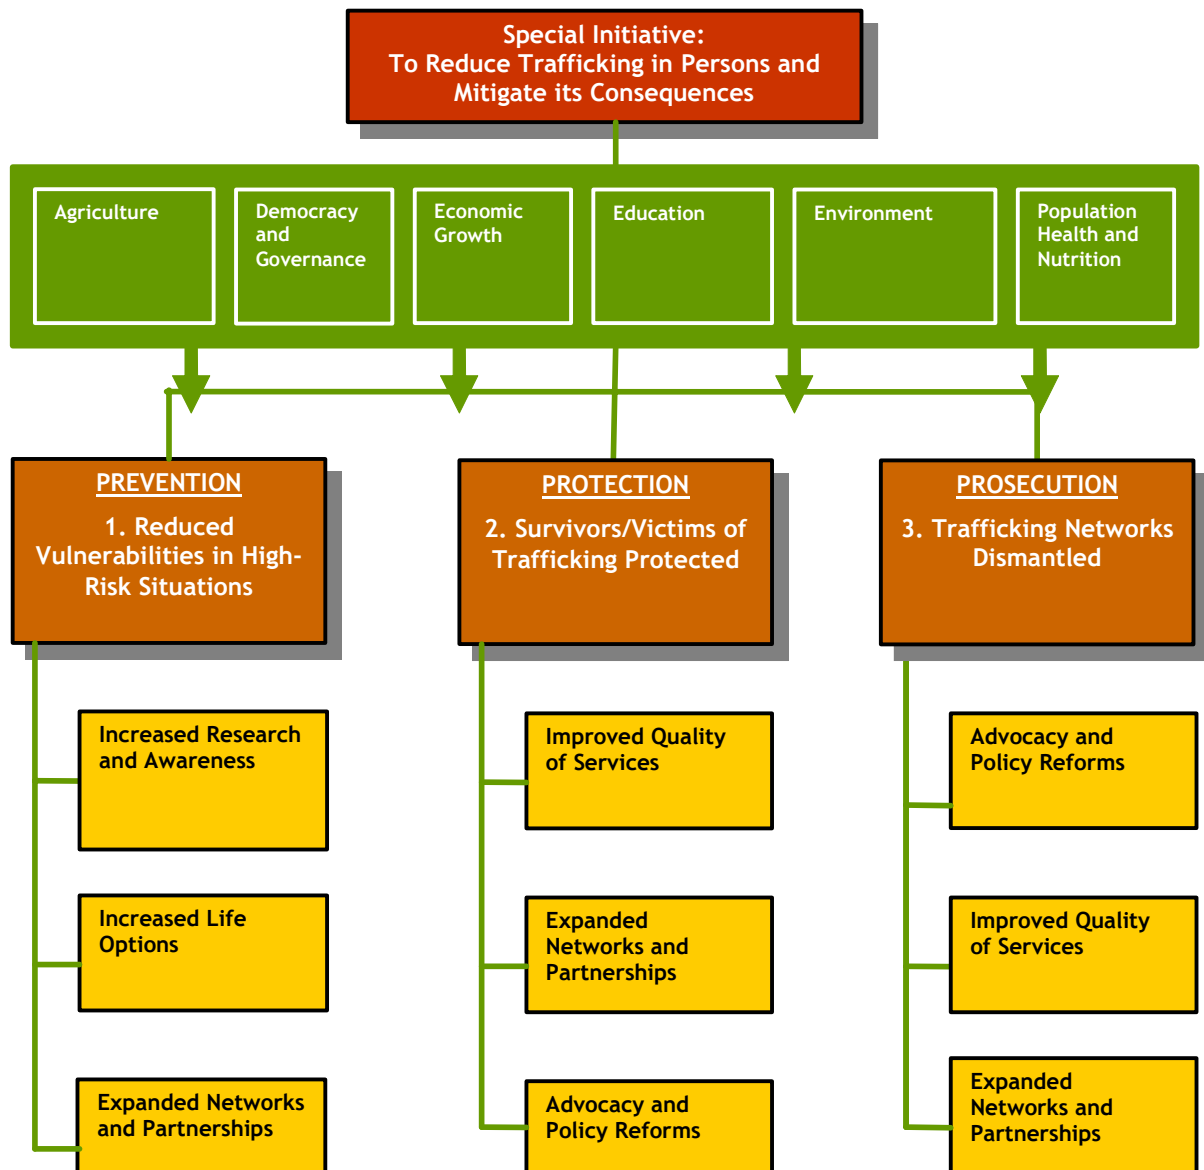 Special Initiative:
To Reduce Trafficking in Persons and
Mitigate its Consequences
Agriculture
Democracy
and
Governance
Economic
Growth
Education
Environment
Population
Health and
Nutrition
PREVENTION
1. Reduced
Vulnerabilities in High-
Risk Situations
PROTECTION
2. Survivors/Victims of
Trafficking Protected
PROSECUTION
3. Trafficking Networks
Dismantled
Increased Research
and Awareness
Increased Life
Options
Expanded Networks
and Partnerships
Improved Quality
of Services
Expanded
Networks and
Partnerships
Advocacy and
Policy Reforms
Advocacy and
Policy Reforms
Improved Quality
of Services
Expanded
Networks and
Partnerships